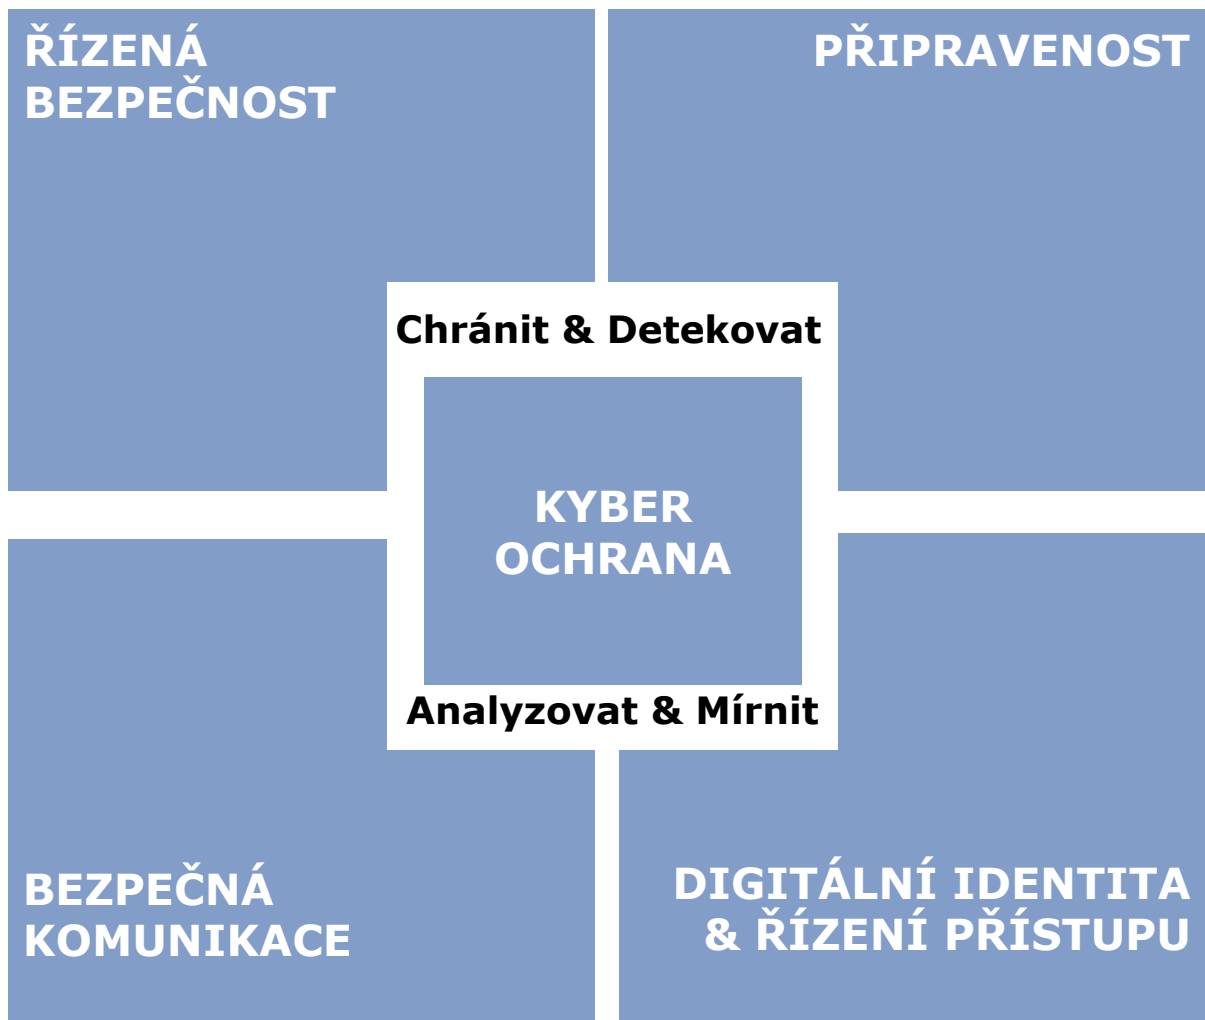 ŘÍZENÁ
BEZPEČNOST
PŘIPRAVENOST
Chránit & Detekovat
KYBER
OCHRANA
Analyzovat & Mírnit
BEZPEČNÁ
KOMUNIKACE
DIGITÁLNÍ IDENTITA
& ŘÍZENÍ PŘÍSTUPU